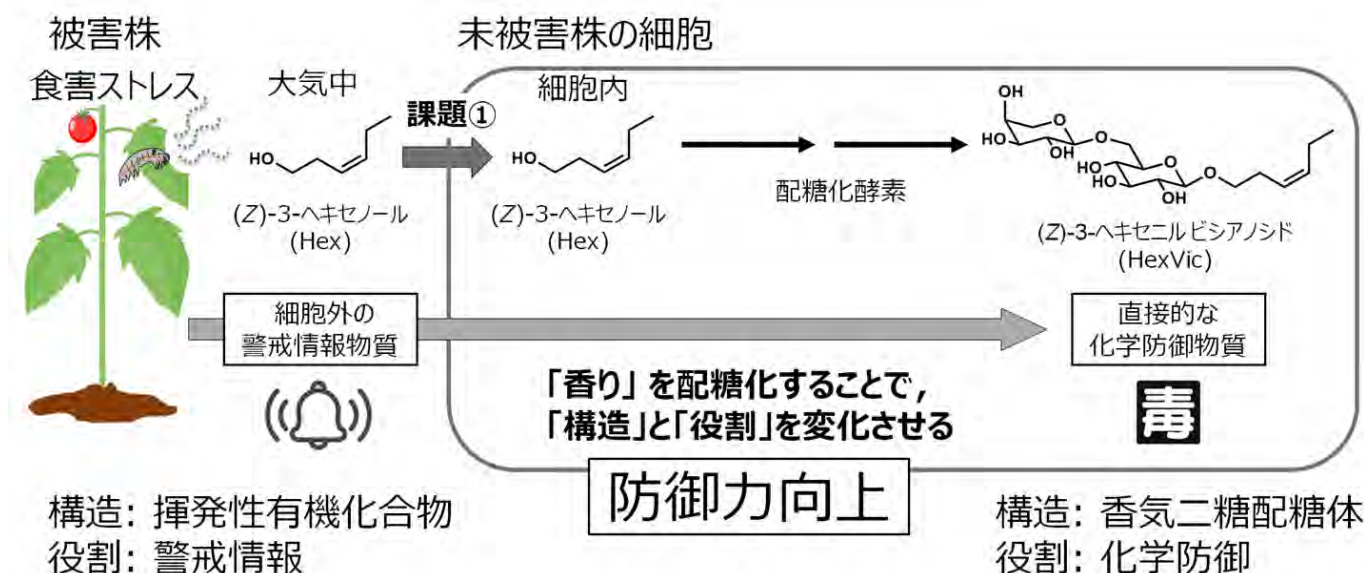 被害株
食害ストレス
大気中
HO
(Z)-3-ヘキセノール
(Hex)
課題①
未被害株の細胞
細胞内
HO
(Z)-3-ヘキセノール
(Hex)
配糖化酵素
OH
HO
OH
O
O
HO
HO
O
OH
O
(Z)-3-ヘキセニルビシアノシド
(HexVic)
細胞外の
警戒情報物質
直接的な
化学防御物質
「香り」を配糖化することで,
「構造」と「役割」を変化させる
毒
防御力向上
構造: 揮発性有機化合物
役割: 警戒情報
構造: 香気二糖配糖体
役割: 化学防御